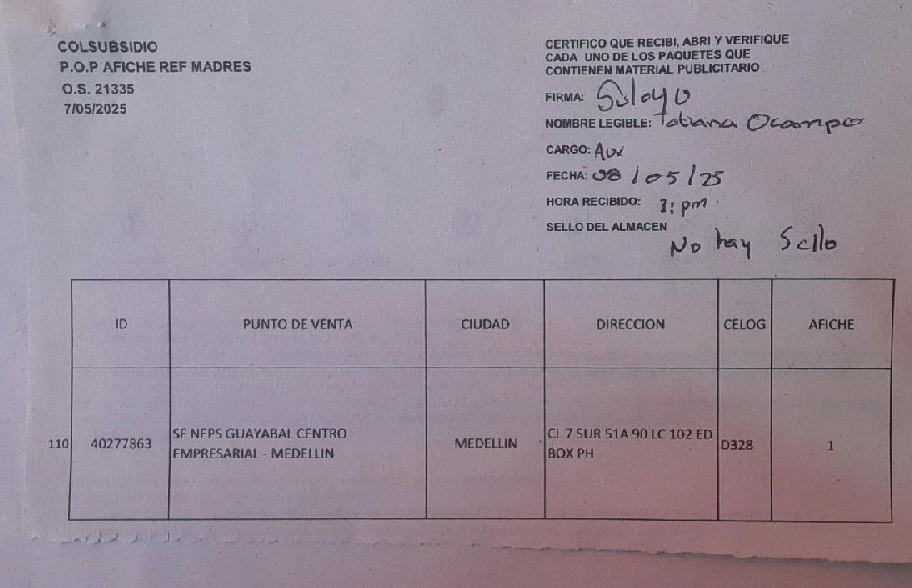 COLSUBSIDIO
P.O.P AFICHE REF MADRES
O.S. 21335
7/05/2025
CERTIFICO QUE RECIBI, ABRI Y VERIFIQUE
CADA UNO DE LOS PAQUETES QUE
CONTIENEN MATERIAL PUBLICITARIO
FIRMA:
NOMBRE LEGIBLE: Tatiana Ocampo
CARGO: Aux
FECHA: 08/05/25
HORA RECIBIDO: pm
SELLO DEL ALMACEN
No hay Sello
ID PUNTO DE VENTA CIUDAD DIRECCION CELOG AFICHE
110 40277863 SF NEPS GUAYABAL CENTRO EMPRESARIAL - MEDELLIN MEDELLIN CL 7 SUR 51A 90 LC 102 ED BOX PH D328 1